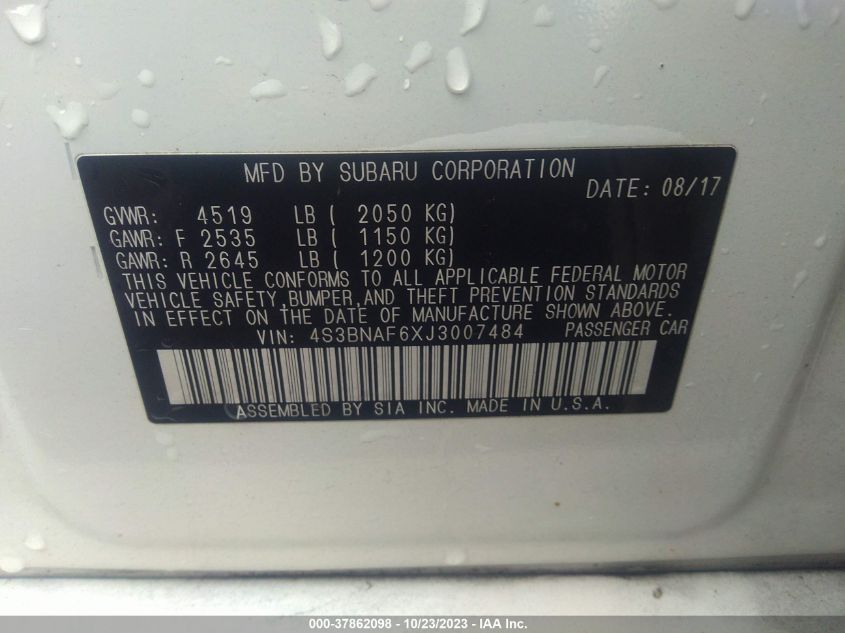 MFD BY SUBARU CORPORATION
DATE: 08/17
GVWR: 4519 LB ( 2050 KG)
GAWR: F 2535 LB ( 1150 KG)
GAWR: R 2645 LB ( 1200 KG)
THIS VEHICLE CONFORMS TO ALL APPLICABLE FEDERAL MOTOR
VEHICLE SAFETY,BUMPER,AND THEFT PREVENTION STANDARDS
IN EFFECT ON THE DATE OF MANUFACTURE SHOWN ABOVE.
VIN: 4S3BNAF6XJ3007484 PASSENGER CAR
ASSEMBLED BY SIA INC. MADE IN U.S.A.
000-37862098 - 10/23/2023 - IAA Inc.